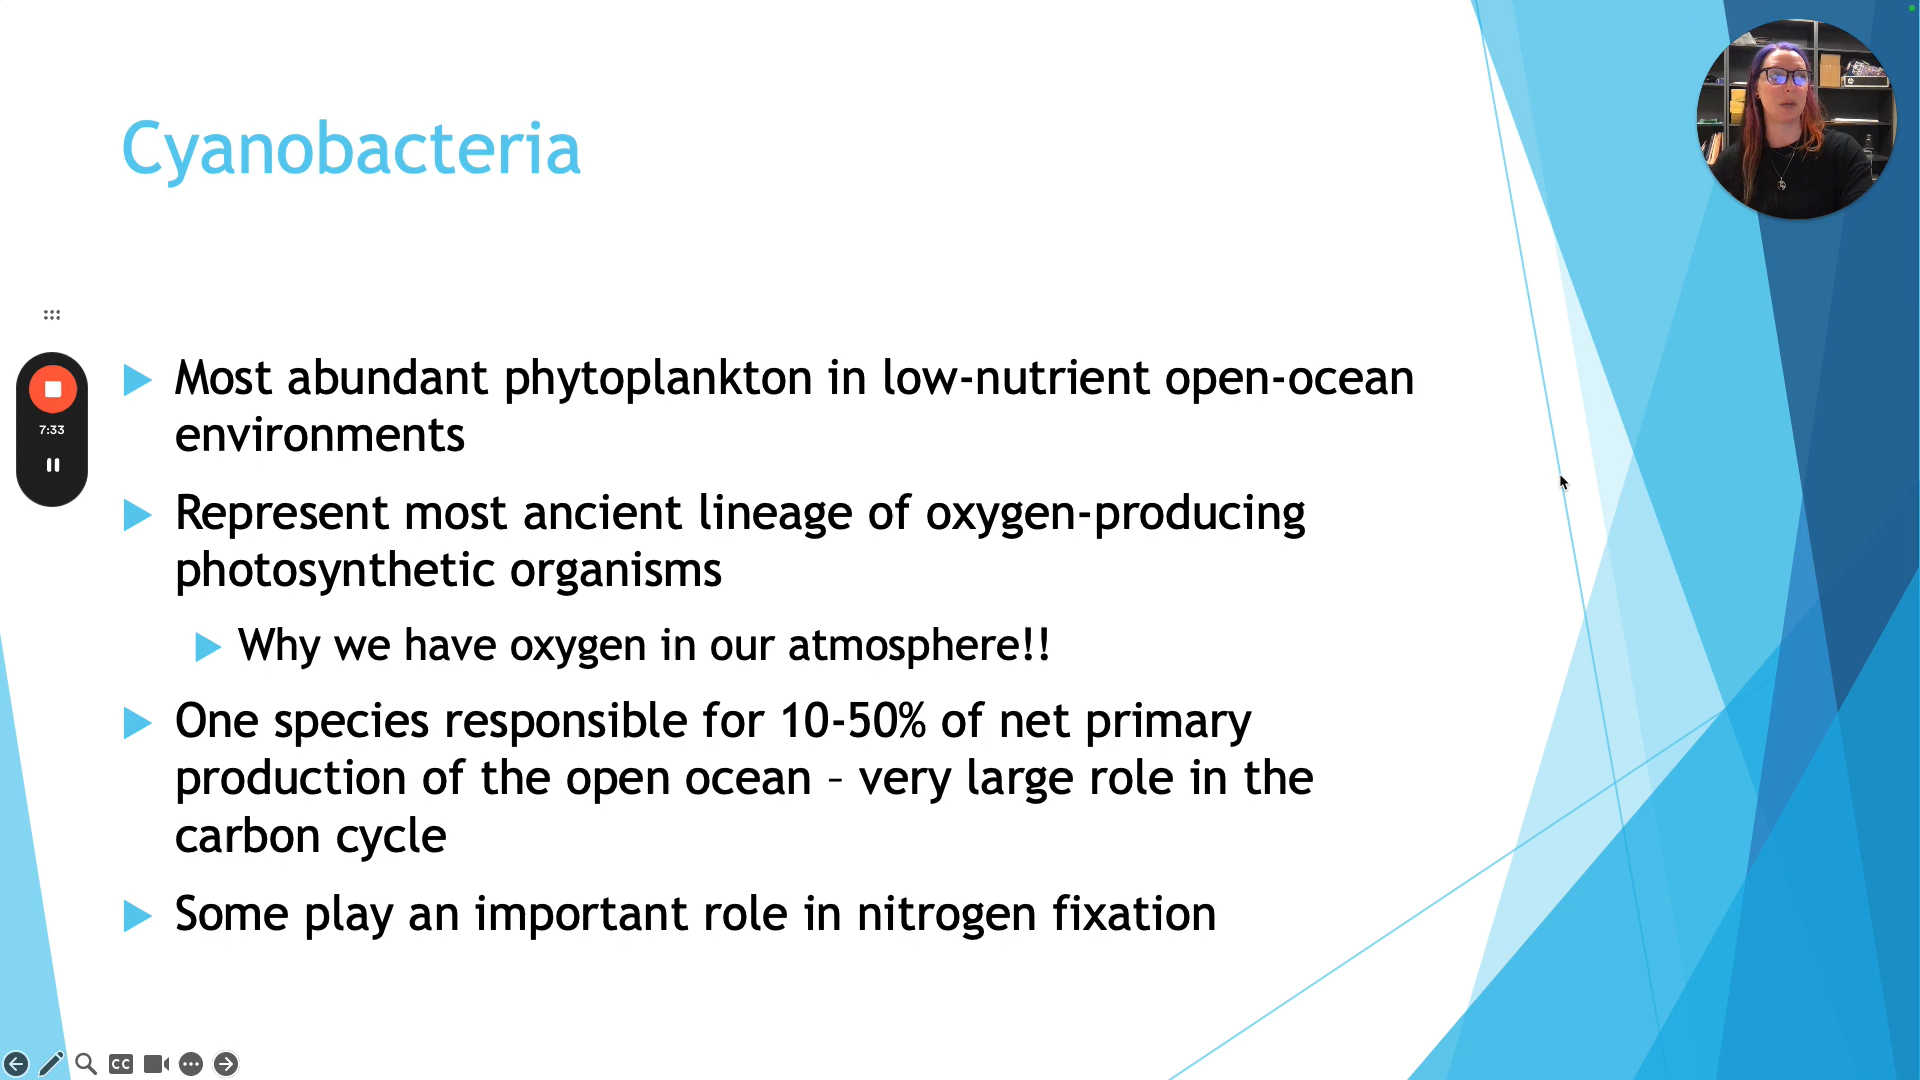 Cyanobacteria
Most abundant phytoplankton in low-nutrient open-ocean
environments
Represent most ancient lineage of oxygen-producing
photosynthetic organisms
Why we have oxygen in our atmosphere!!
One species responsible for 10-50% of net primary
production of the open ocean – very large role in the
carbon cycle
Some play an important role in nitrogen fixation
7:33
CC